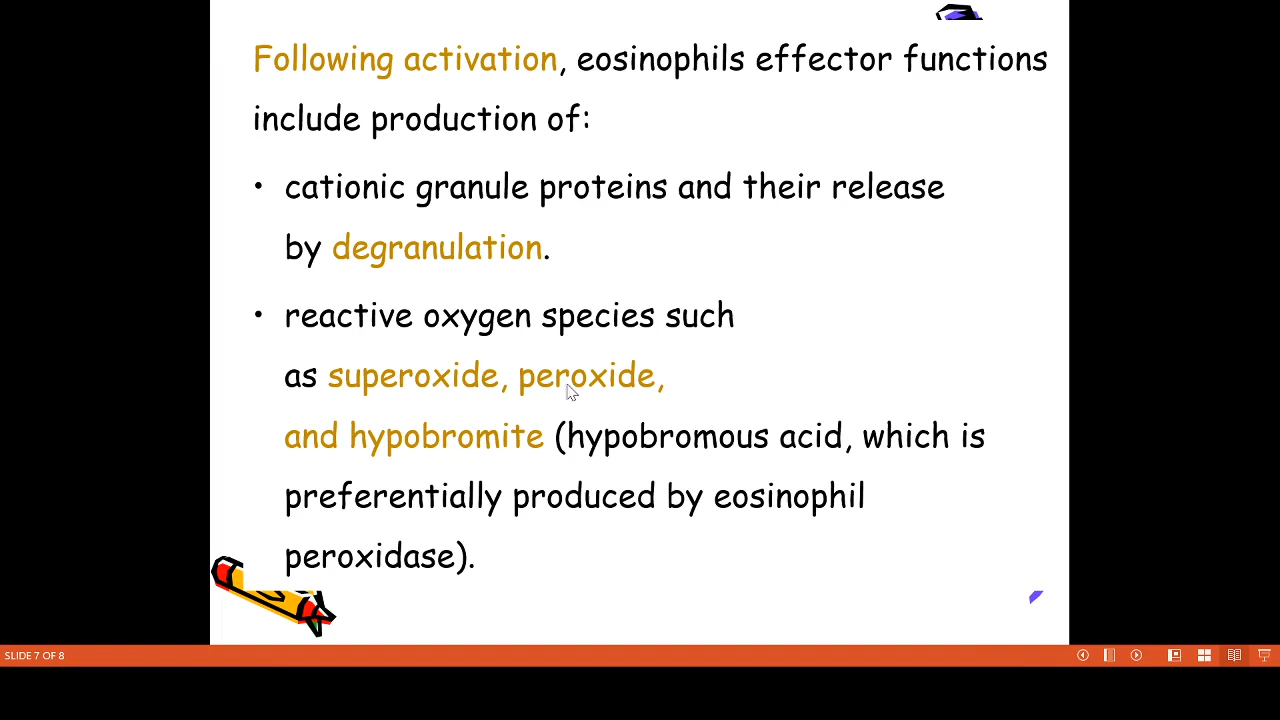 Following activation, eosinophils effector functions
include production of:
• cationic granule proteins and their release
by degranulation.
• reactive oxygen species such
as superoxide, peroxide,
and hypobromite (hypobromous acid, which is
preferentially produced by eosinophil
peroxidase).
SLIDE 7 OF 8